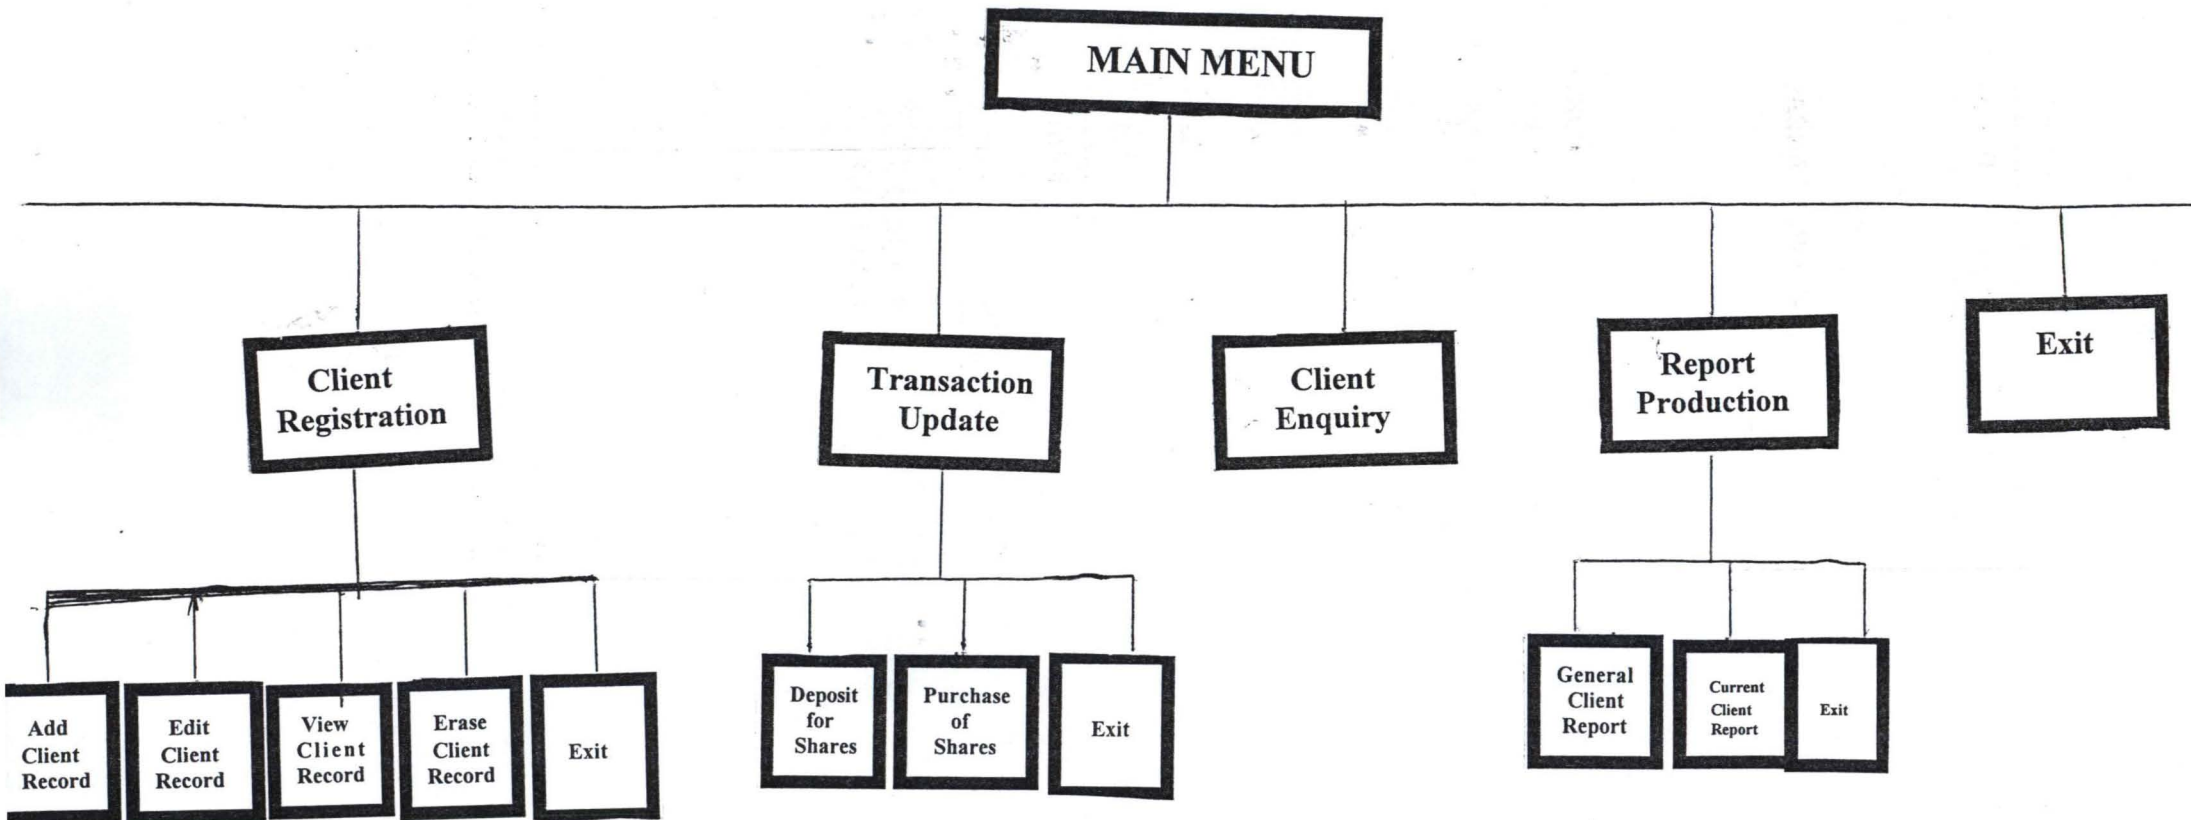 MAIN MENU
Client
Registration
Transaction
Update
Client
Enquiry
Report
Production
Exit
Add
Client
Record
Edit
Client
Record
View
Client
Record
Erase
Client
Record
Exit
Deposit
for
Shares
Purchase
of
Shares
Exit
General
Client
Report
Current
Client
Report
Exit